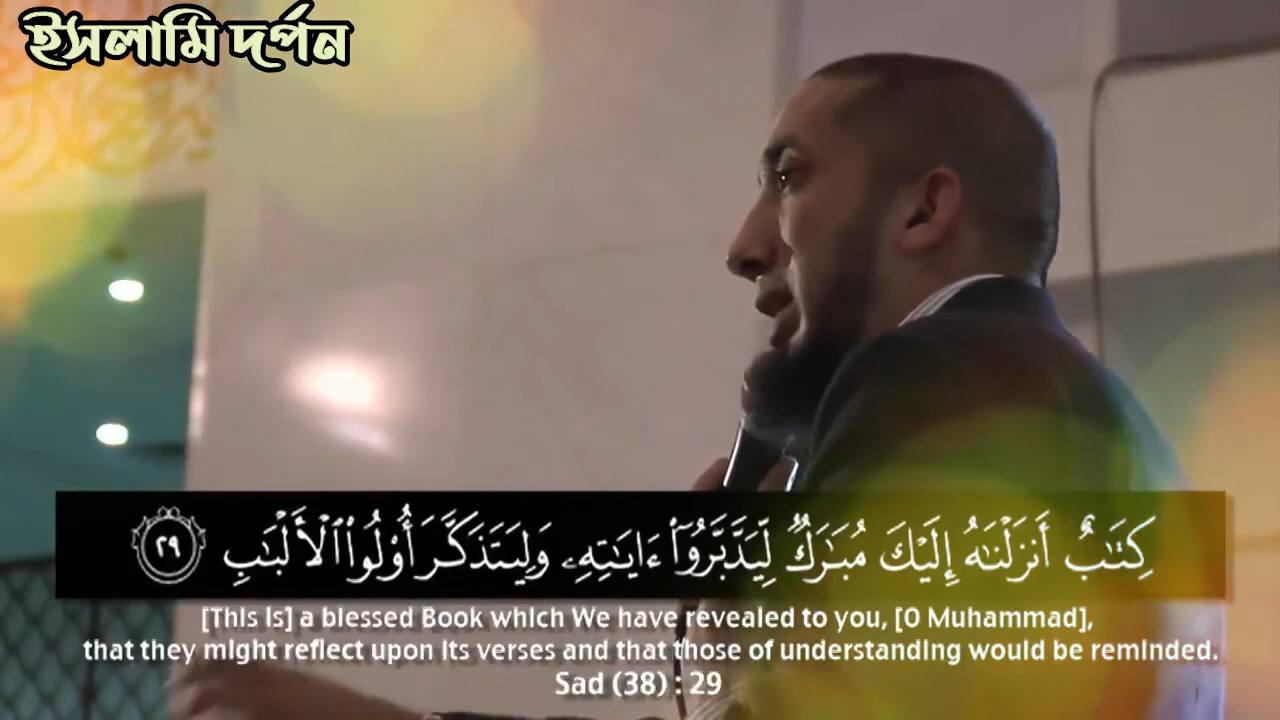 ইসলামি দর্পন
كِتَٰبٌ أَنزَلْنَٰهُ إِلَيْكَ مُبَٰرَكٌ لِّيَدَّبَّرُوٓا۟ ءَايَٰتِهِۦ وَلِيَتَذَكَّرَ أُو۟لُوا۟ ٱلْأَلْبَٰبِ ٢٩
[This is] a blessed Book which We have revealed to you, [O Muhammad],
that they might reflect upon its verses and that those of understanding would be reminded.
Sad (38) : 29